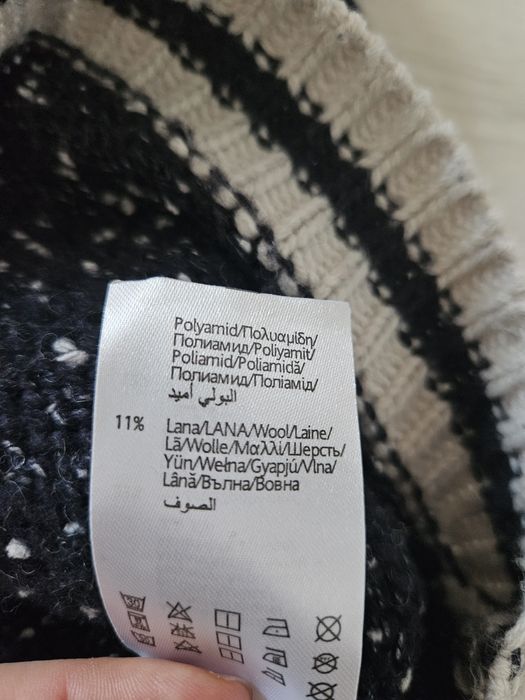 Polyamid/Πολυαμίδη/
Полиамид/Poliyamit/
Poliamid/Poliamidă/
Полиамид/Поліамід/
البولي أميد
11% Lana/LANA/Wool/Laine/
Lã/Wolle/Μαλλί/Шерсть/
Yün/Wełna/Gyapjú/Vlna/
Lână/Вълна/Вовна
الصوف
30